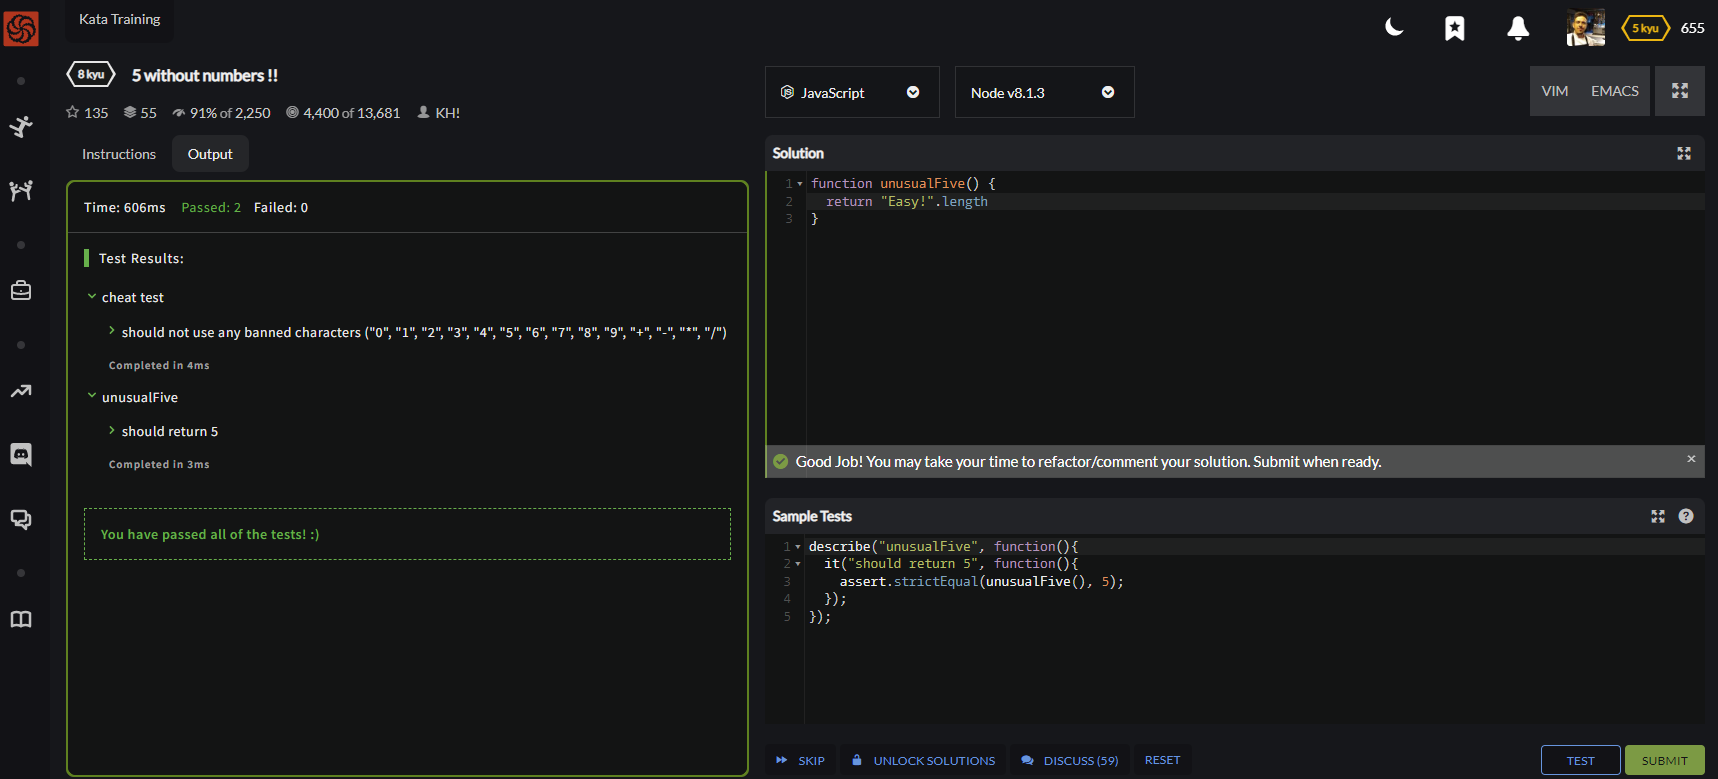 Kata Training
5 kyu 655
8 kyu 5 without numbers !!
135 55 91% of 2,250 4,400 of 13,681 KH!
Instructions Output
Time: 606ms Passed: 2 Failed: 0
Test Results:
cheat test
should not use any banned characters ("0", "1", "2", "3", "4", "5", "6", "7", "8", "9", "+", "-", "*", "/")
Completed in 4ms
unusualFive
should return 5
Completed in 3ms
You have passed all of the tests! :)
JS JavaScript Node v8.1.3 VIM EMACS
Solution
1 function unusualFive() {
2 return "Easy!".length
3 }
Good Job! You may take your time to refactor/comment your solution. Submit when ready. ×
Sample Tests ?
1 describe("unusualFive", function(){
2 it("should return 5", function(){
3 assert.strictEqual(unusualFive(), 5);
4 });
5 });
SKIP UNLOCK SOLUTIONS DISCUSS (59) RESET TEST SUBMIT